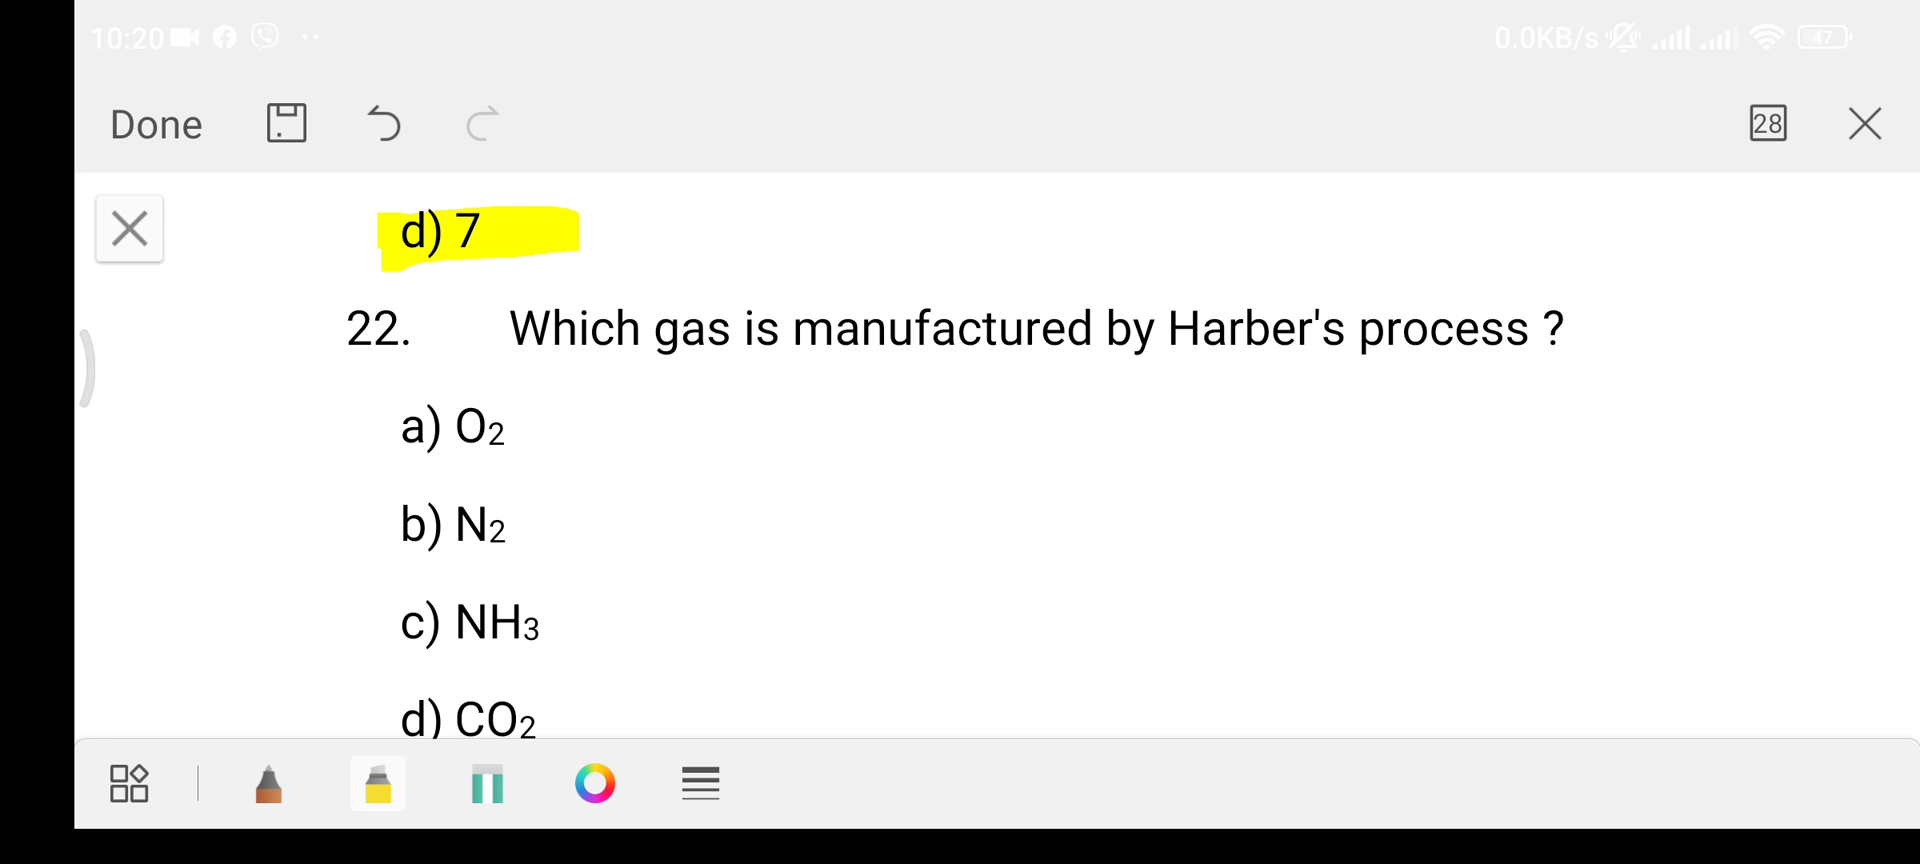 10:20
0.0KB/s
47
Done
28
d) 7
22. Which gas is manufactured by Harber's process ?
a) O2
b) N2
c) NH3
d) CO2